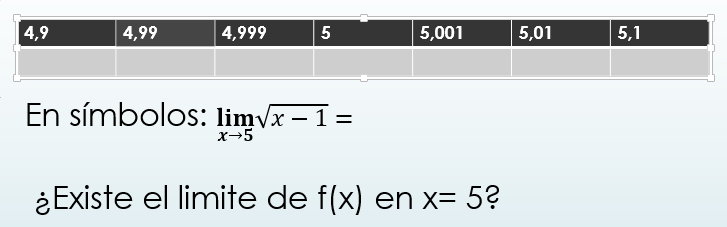 4,9 4,99 4,999 5 5,001 5,01 5,1
En símbolos: lim x→5 √x − 1 =
¿Existe el limite de f(x) en x= 5?